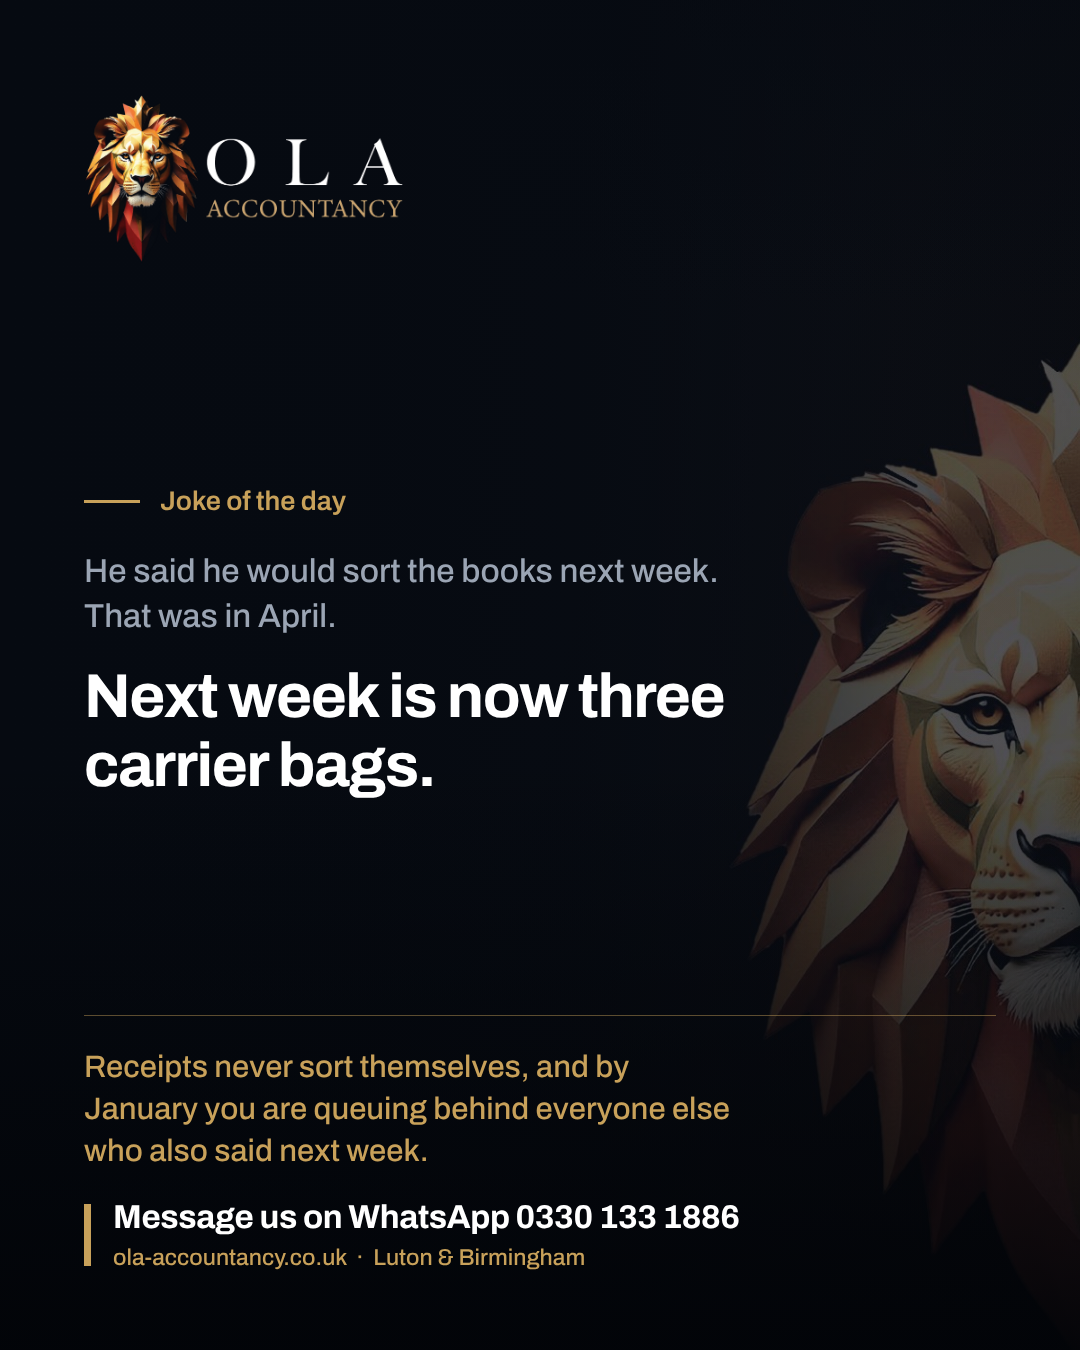 OLA
ACCOUNTANCY
Joke of the day
He said he would sort the books next week.
That was in April.
Next week is now three
carrier bags.
Receipts never sort themselves, and by
January you are queuing behind everyone else
who also said next week.
Message us on WhatsApp 0330 133 1886
ola-accountancy.co.uk · Luton & Birmingham